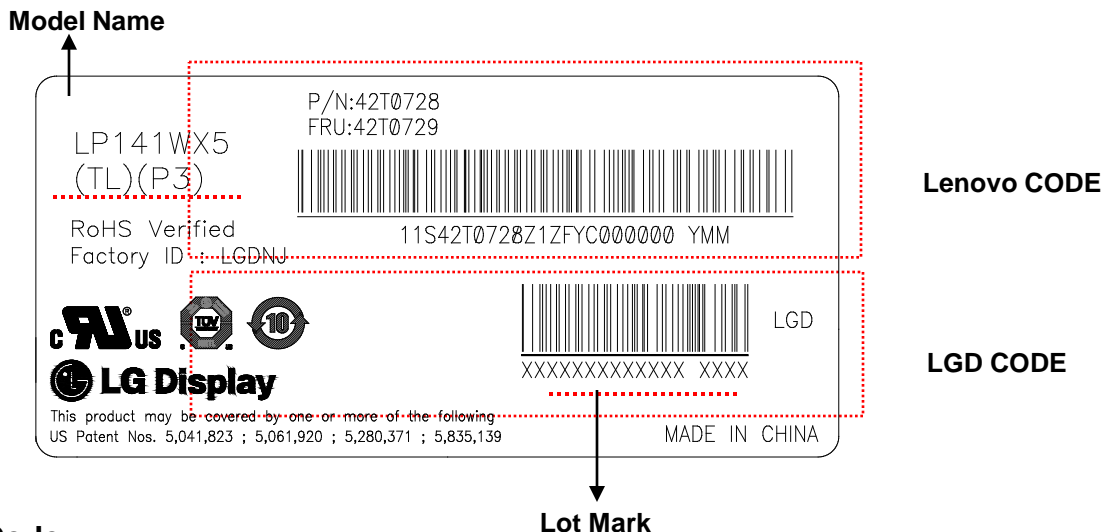 Model Name
P/N:42T0728
FRU:42T0729
LP141WX5
(TL)(P3)
Lenovo CODE
RoHS Verified
11S42T0728Z1ZFYC000000 YMM
Factory ID : LGDNJ
LGD
c RU ® US TÜV 10
XXXXXXXXXXXXX XXXX
LGD CODE
LG Display
This product may be covered by one or more of the following
US Patent Nos. 5,041,823 ; 5,061,920 ; 5,280,371 ; 5,835,139
MADE IN CHINA
Lot Mark